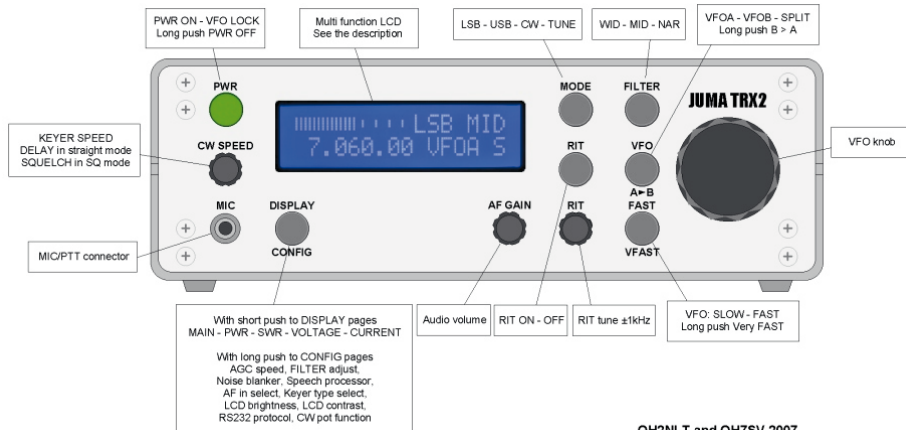 PWR ON - VFO LOCK
Long push PWR OFF
Multi function LCD
See the description
LSB - USB - CW - TUNE
WID - MID - NAR
VFOA - VFOB - SPLIT
Long push B > A
PWR
MODE
FILTER
JUMA TRX2
LSB MID
7.060.00 VFOA S
KEYER SPEED
DELAY in straight mode
SQUELCH in SQ mode
CW SPEED
RIT
VFO
A►B
VFO knob
MIC
DISPLAY
AF GAIN
RIT
FAST
MIC/PTT connector
CONFIG
VFAST
With short push to DISPLAY pages
MAIN - PWR - SWR - VOLTAGE - CURRENT
With long push to CONFIG pages
AGC speed, FILTER adjust,
Noise blanker, Speech processor,
AF in select, Keyer type select,
LCD brightness, LCD contrast,
RS232 protocol, CW pot function
Audio volume
RIT ON - OFF
RIT tune ±1kHz
VFO: SLOW - FAST
Long push Very FAST
OH2NLT and OH7SV 2007